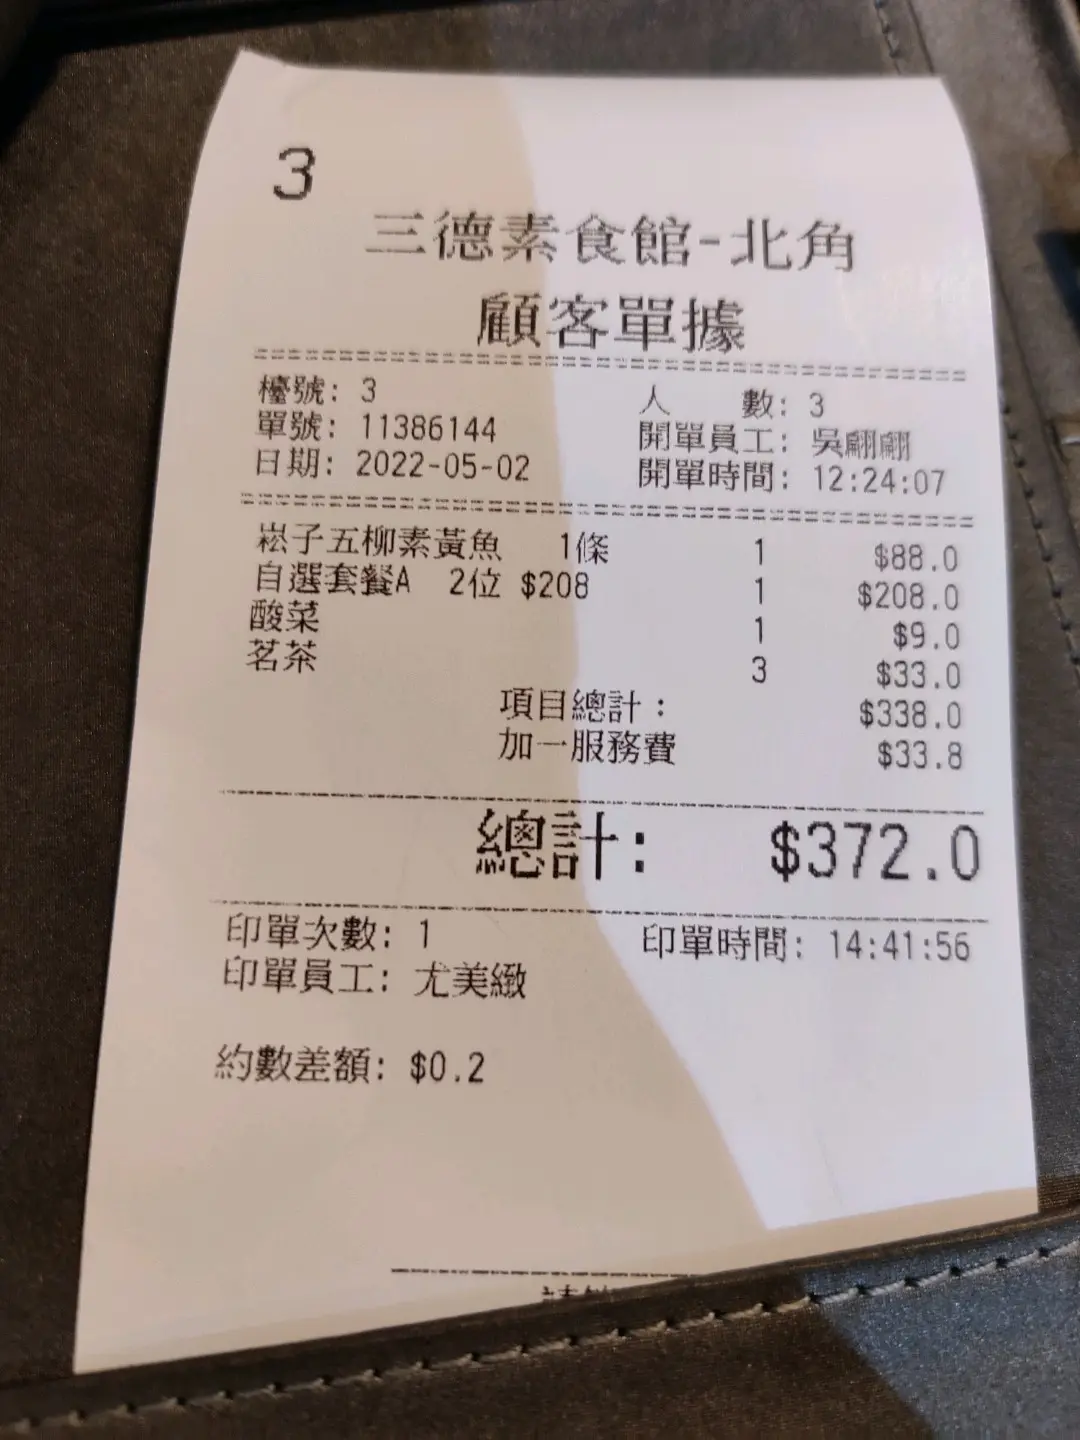 3
三德素食館-北角
顧客單據
檯號: 3 人 數: 3
單號: 11386144 開單員工: 吳翩翩
日期: 2022-05-02 開單時間: 12:24:07
崧子五柳素黃魚 1條 1 $88.0
自選套餐A 2位 $208 1 $208.0
酸菜 1 $9.0
茗茶 3 $33.0
項目總計: $338.0
加一服務費 $33.8
總計: $372.0
印單次數: 1 印單時間: 14:41:56
印單員工: 尤美緻
約數差額: $0.2